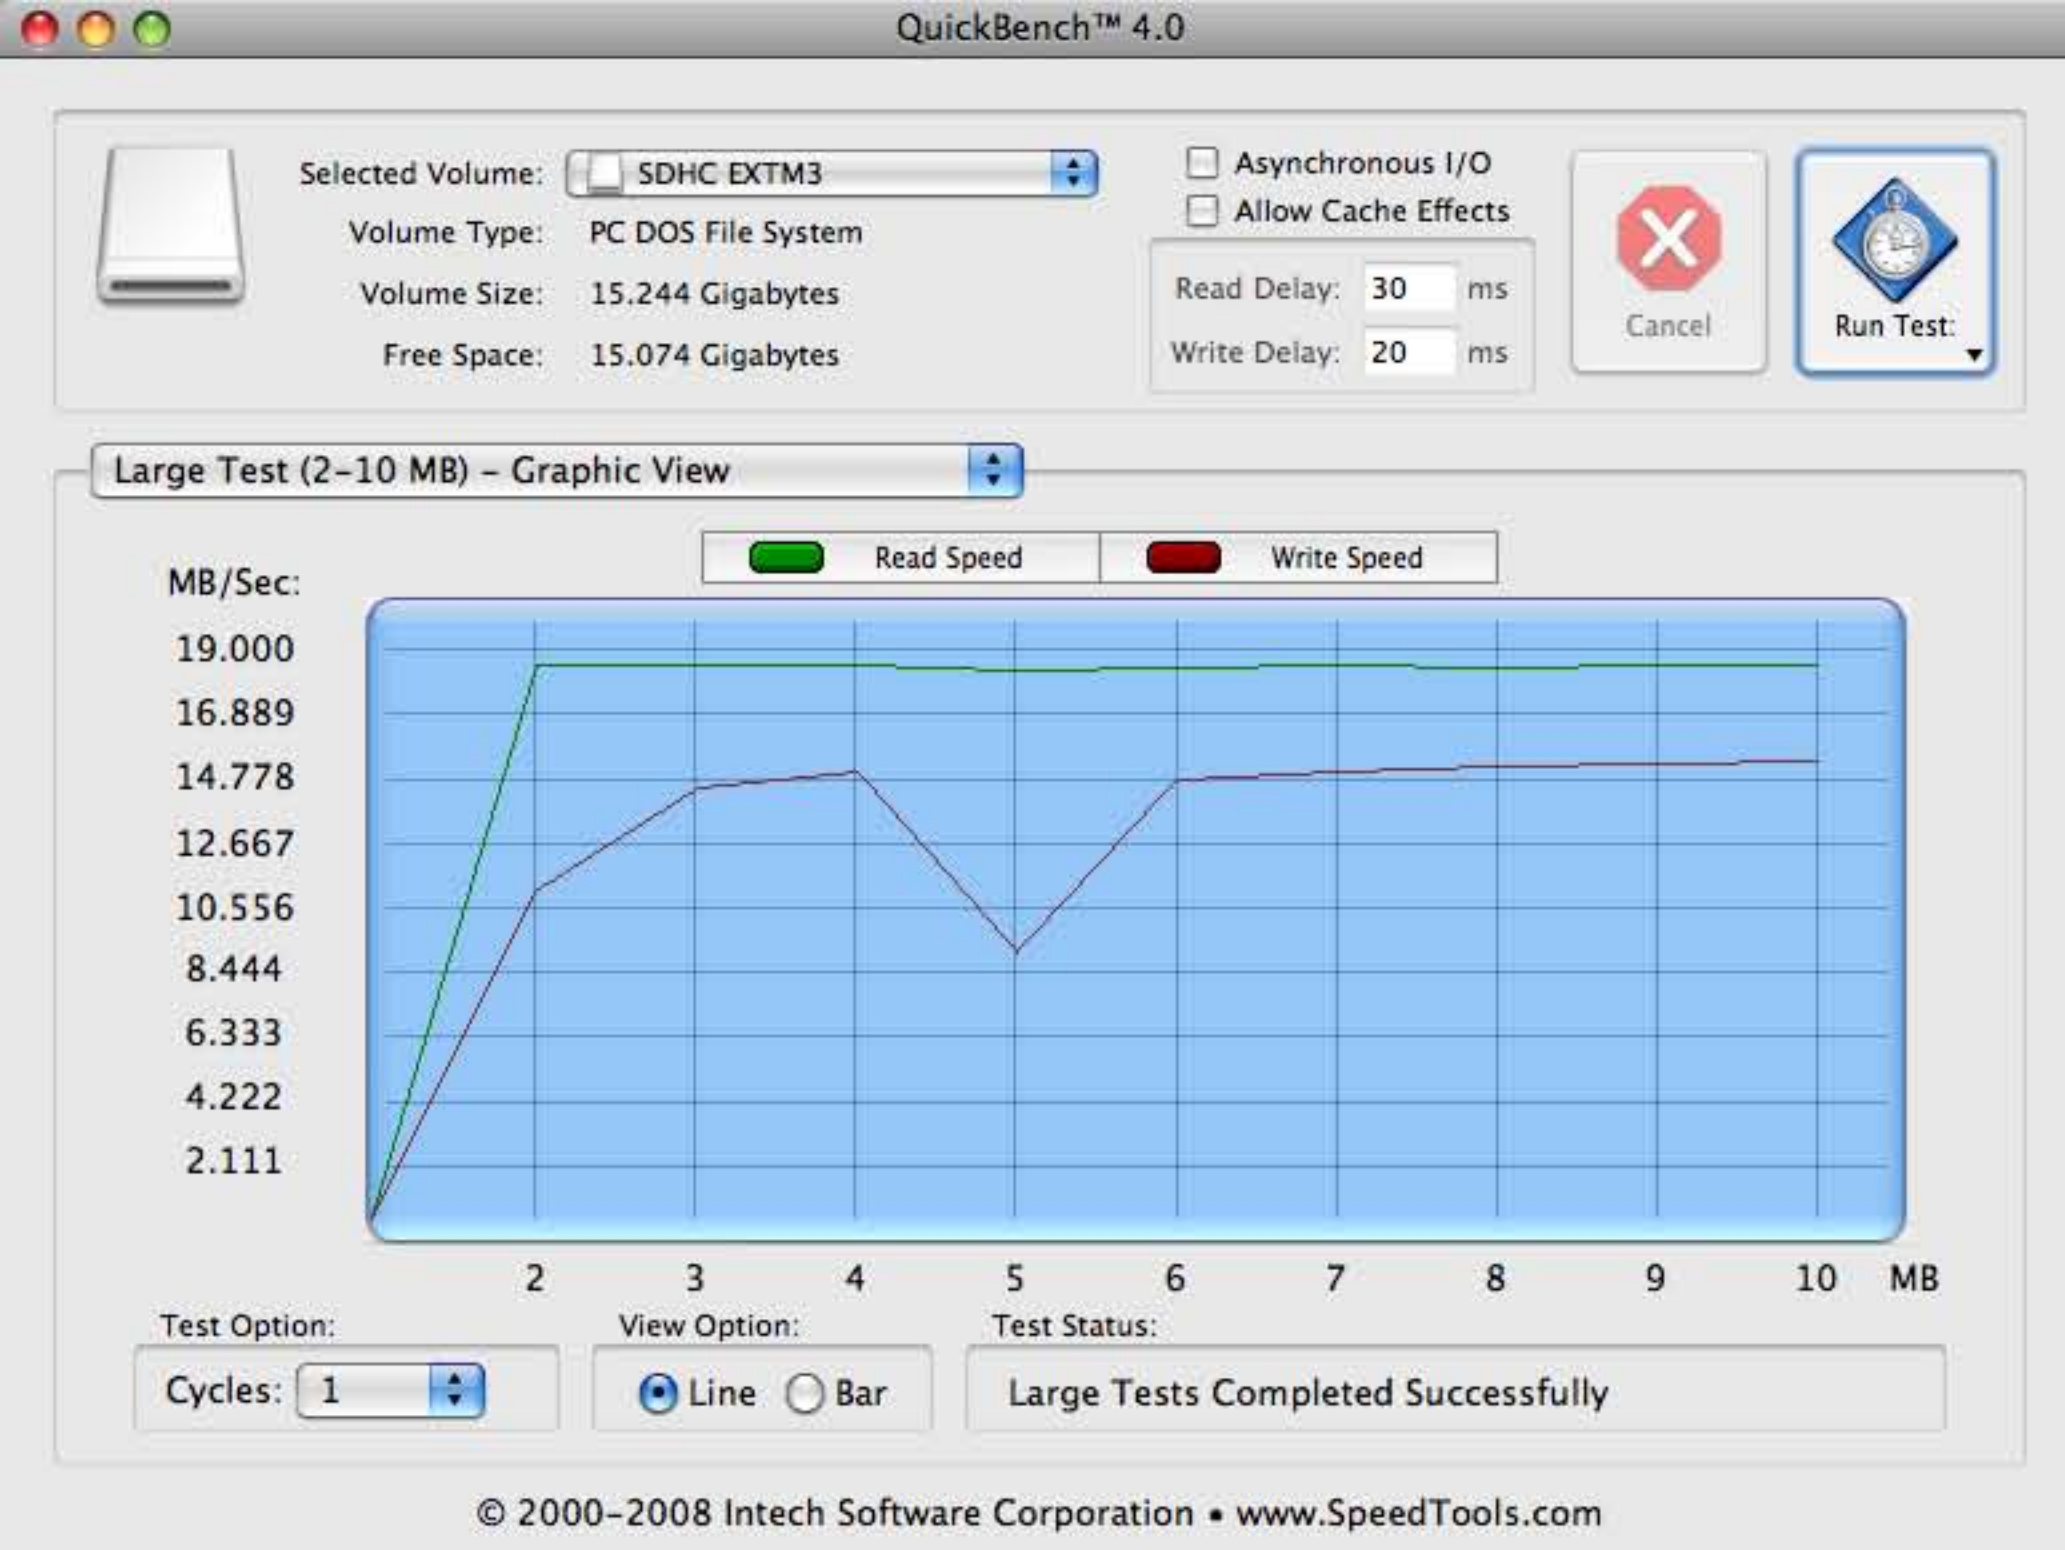 QuickBench™ 4.0
Selected Volume: SDHC EXTM3
Volume Type: PC DOS File System
Volume Size: 15.244 Gigabytes
Free Space: 15.074 Gigabytes
Asynchronous I/O
Allow Cache Effects
Read Delay: 30 ms
Write Delay: 20 ms
Cancel
Run Test:
Large Test (2-10 MB) - Graphic View
Read Speed
Write Speed
MB/Sec:
19.000
16.889
14.778
12.667
10.556
8.444
6.333
4.222
2.111
2 3 4 5 6 7 8 9 10 MB
Test Option:
Cycles: 1
View Option:
Line Bar
Test Status:
Large Tests Completed Successfully
© 2000-2008 Intech Software Corporation • www.SpeedTools.com